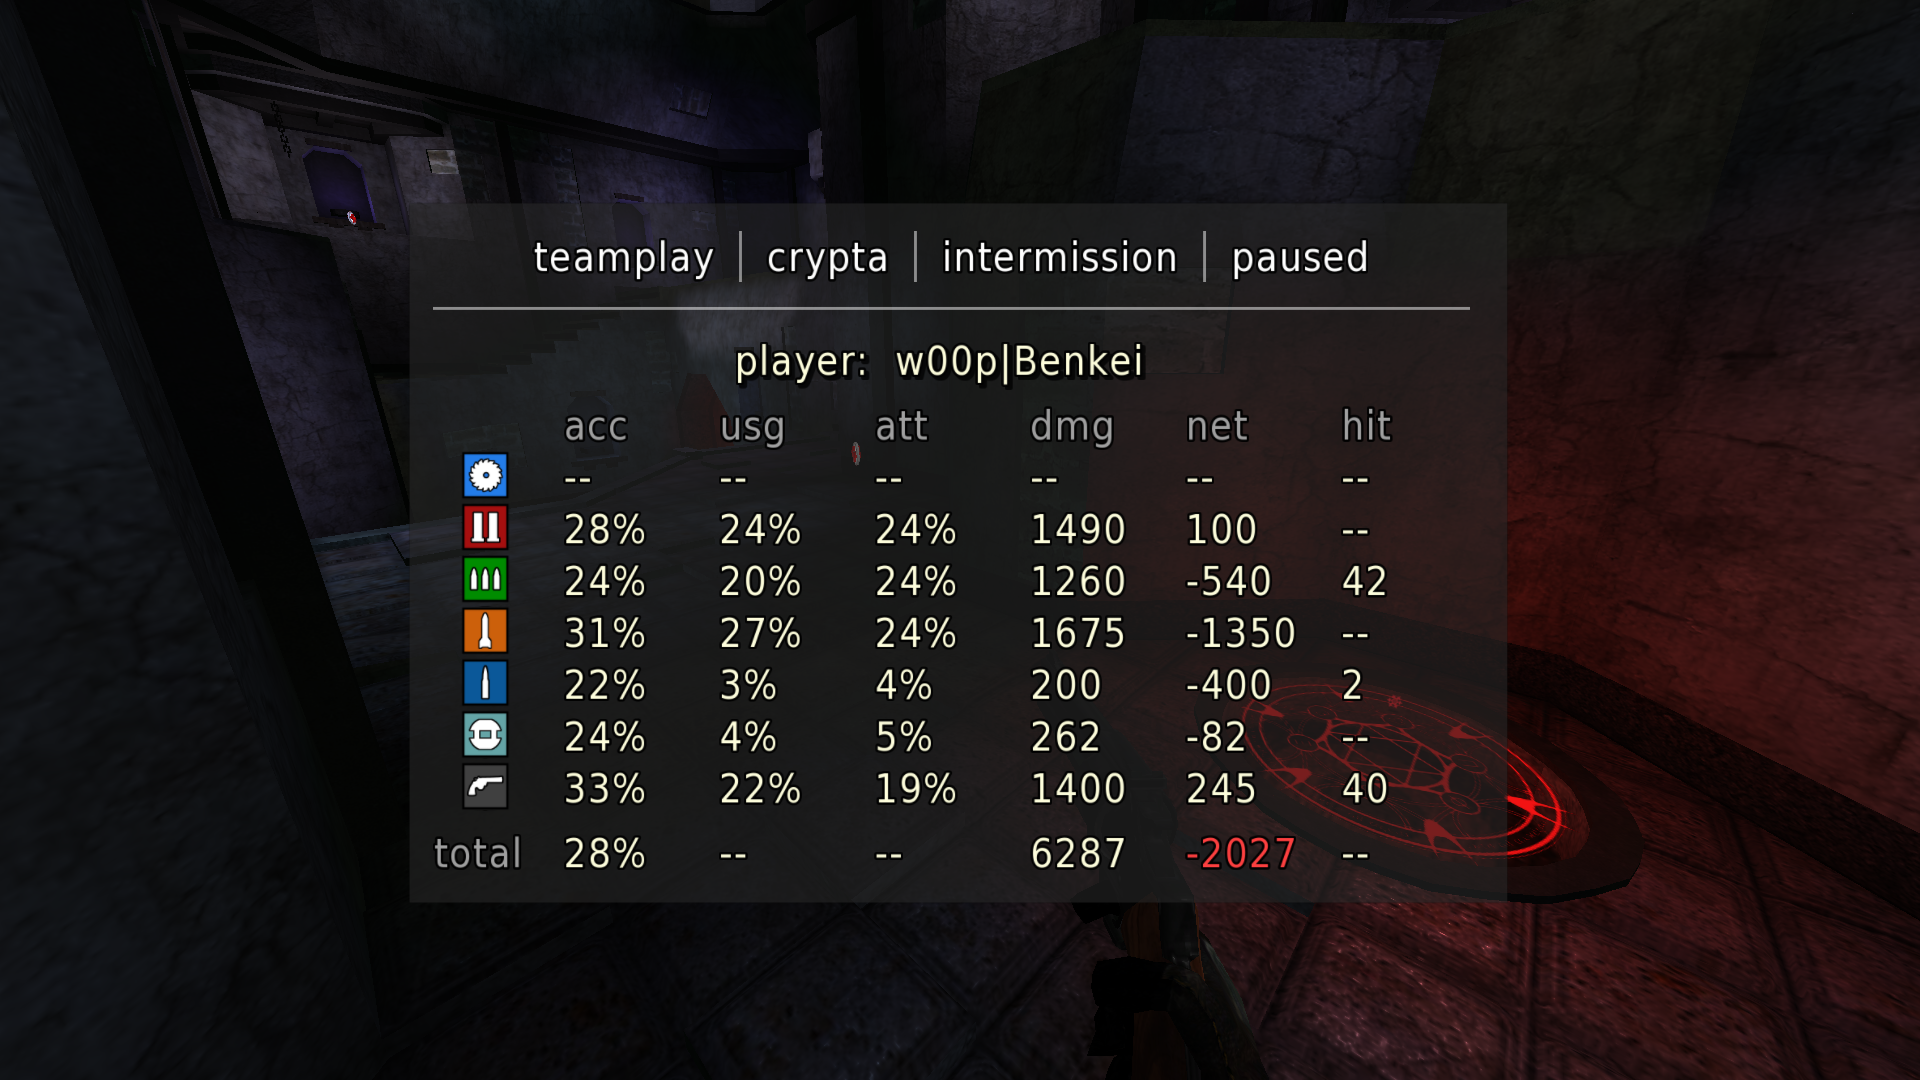 teamplay | crypta | intermission | paused
player: w00p|Benkei
acc usg att dmg net hit
-- -- -- -- -- --
28% 24% 24% 1490 100 --
24% 20% 24% 1260 -540 42
31% 27% 24% 1675 -1350 --
22% 3% 4% 200 -400 2
24% 4% 5% 262 -82 --
33% 22% 19% 1400 245 40
total 28% -- -- 6287 -2027 --